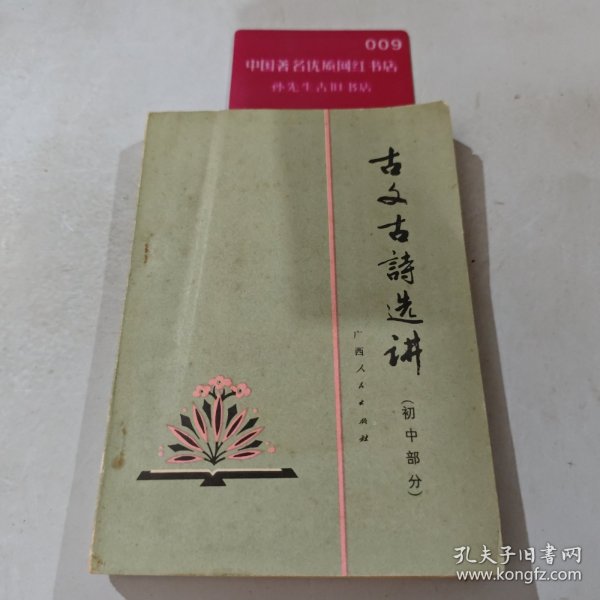 009
中国著名优质网红书店
孙先生古旧书店
古文古詩选讲
（初中部分）
广西人民出版社
孔夫子旧书网
www.kongfz.com